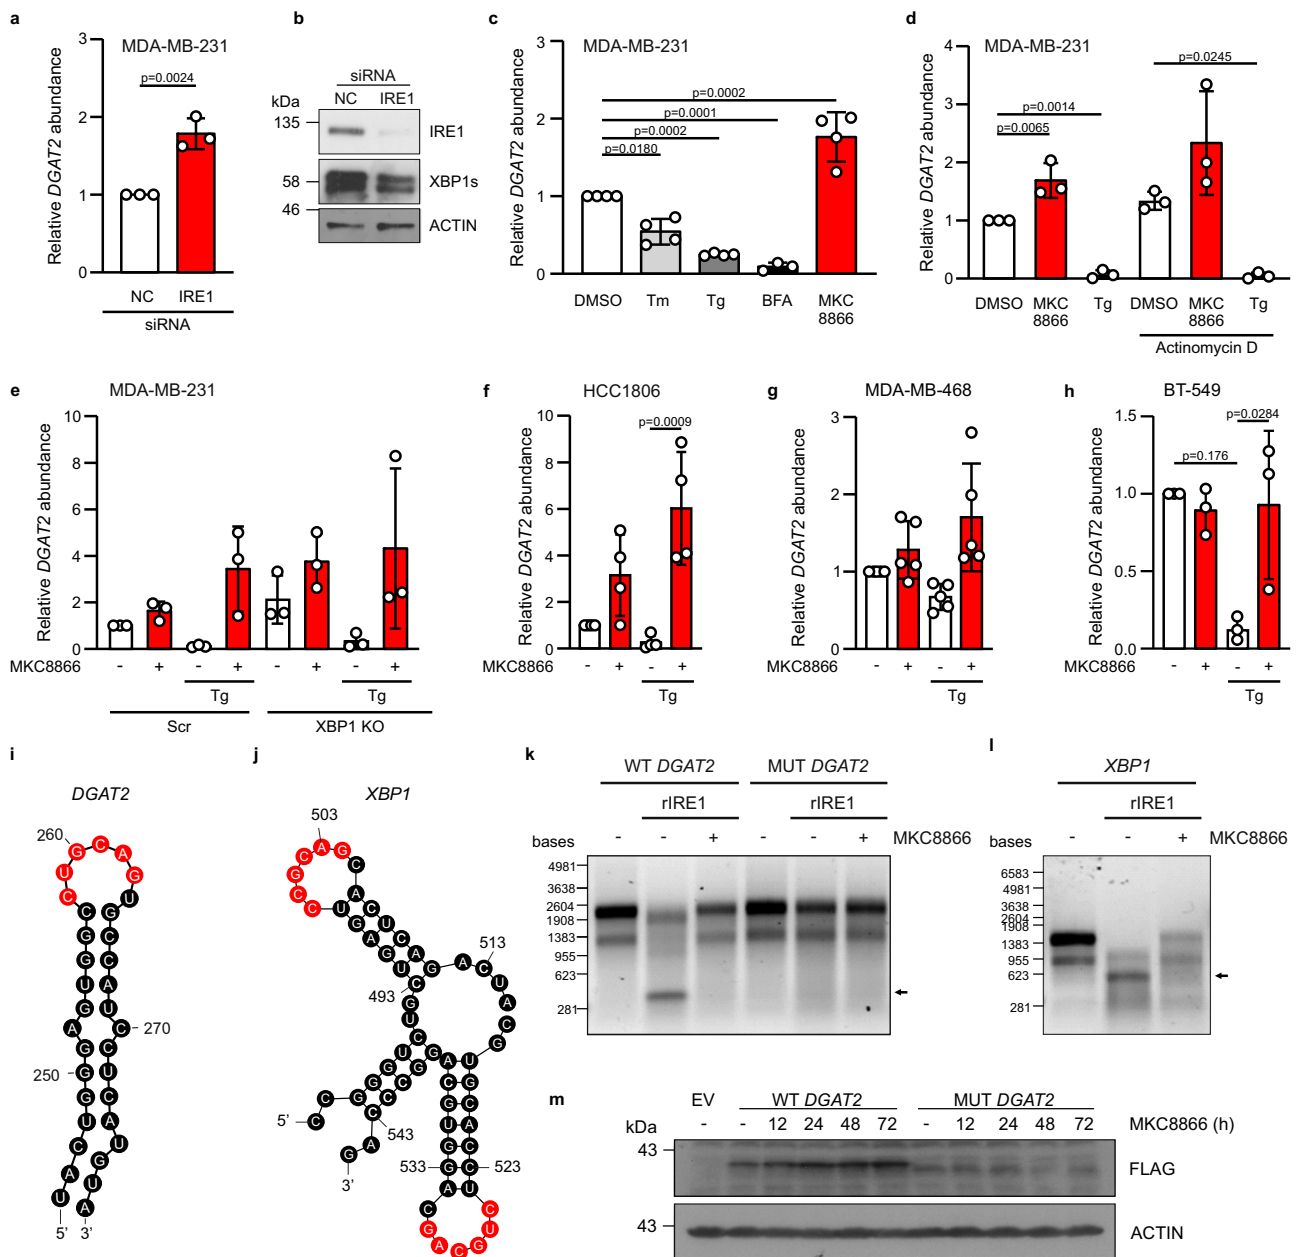 a
MDA-MB-231
Relative DGAT2 abundance
3
2
1
0
p=0.0024
NC
IRE1
siRNA
b
siRNA
kDa
NC
IRE1
135
IRE1
58
XBP1s
46
ACTIN
c
MDA-MB-231
Relative DGAT2 abundance
3
2
1
0
p=0.0002
p=0.0001
p=0.0002
p=0.0180
DMSO
Tm
Tg
BFA
MKC
8866
d
MDA-MB-231
Relative DGAT2 abundance
4
3
2
1
0
p=0.0245
p=0.0014
p=0.0065
DMSO
MKC
8866
Tg
DMSO
MKC
8866
Tg
Actinomycin D
e
MDA-MB-231
Relative DGAT2 abundance
10
8
6
4
2
0
MKC8866
- + - + - + - +
Tg
Tg
Scr
XBP1 KO
f
HCC1806
Relative DGAT2 abundance
10
8
6
4
2
0
p=0.0009
MKC8866
- + - +
Tg
g
MDA-MB-468
Relative DGAT2 abundance
3
2
1
0
MKC8866
- + - +
Tg
h
BT-549
Relative DGAT2 abundance
1.5
1.0
0.5
0.0
p=0.0284
p=0.176
MKC8866
- + - +
Tg
i
DGAT2
260
270
250
5'
3'
j
XBP1
503
513
493
543
533
523
5'
3'
k
WT DGAT2
MUT DGAT2
rIRE1
rIRE1
bases
- - + - - +
MKC8866
4981
3638
2604
1908
1383
955
623
281
l
XBP1
rIRE1
bases
- - +
MKC8866
6583
4981
3638
2604
1908
1383
955
623
281
m
EV
WT DGAT2
MUT DGAT2
kDa
- - 12 24 48 72 - 12 24 48 72
MKC8866 (h)
43
FLAG
43
ACTIN